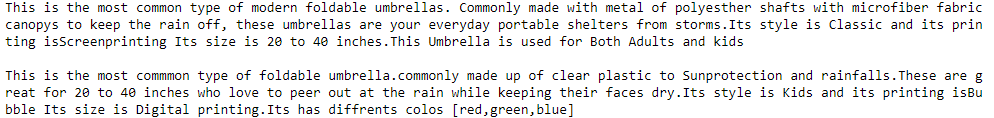 This is the most common type of modern foldable umbrellas. Commonly made with metal of polyesther shafts with microfiber fabric
canopys to keep the rain off, these umbrellas are your everyday portable shelters from storms.Its style is Classic and its prin
ting isScreenprinting Its size is 20 to 40 inches.This Umbrella is used for Both Adults and kids
This is the most commmon type of foldable umbrella.commonly made up of clear plastic to Sunprotection and rainfalls.These are g
reat for 20 to 40 inches who love to peer out at the rain while keeping their faces dry.Its style is Kids and its printing isBu
bble Its size is Digital printing.Its has diffrents colos [red,green,blue]